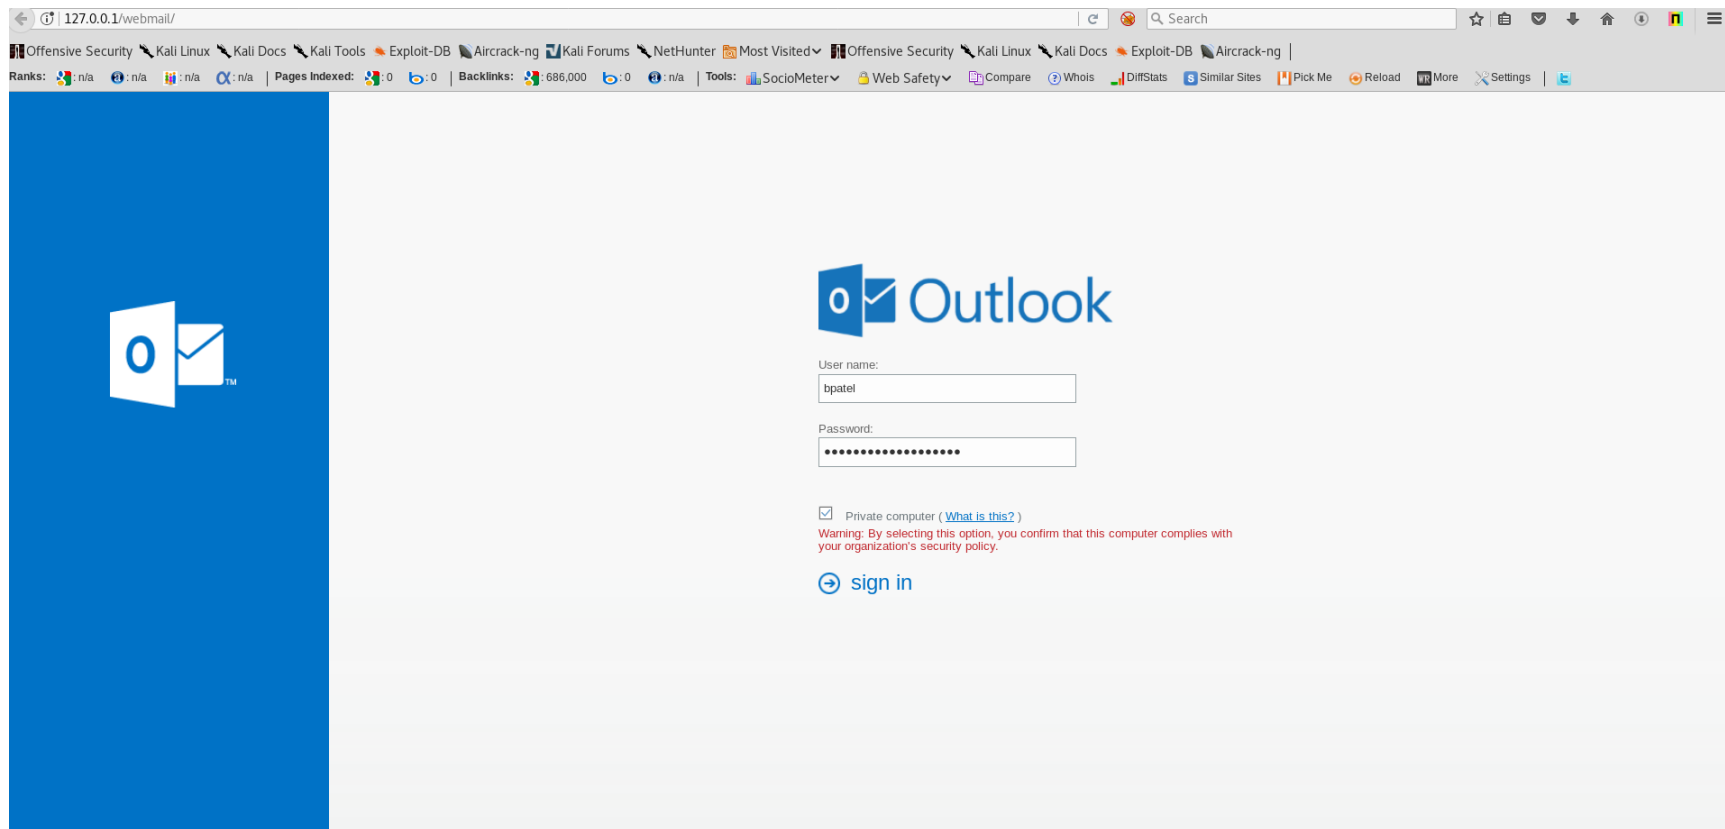 127.0.0.1/webmail/ Search
Offensive Security Kali Linux Kali Docs Kali Tools Exploit-DB Aircrack-ng Kali Forums NetHunter Most Visited Offensive Security Kali Linux Kali Docs Exploit-DB Aircrack-ng
Ranks: : n/a : n/a : n/a : n/a Pages Indexed: : 0 : 0 Backlinks: : 686,000 : 0 : n/a Tools: SocioMeter Web Safety Compare Whois DiffStats Similar Sites Pick Me Reload More Settings
O TM
O Outlook
User name:
bpatel
Password:
•••••••••••••••••••
Private computer ( What is this? )
Warning: By selecting this option, you confirm that this computer complies with
your organization's security policy.
sign in